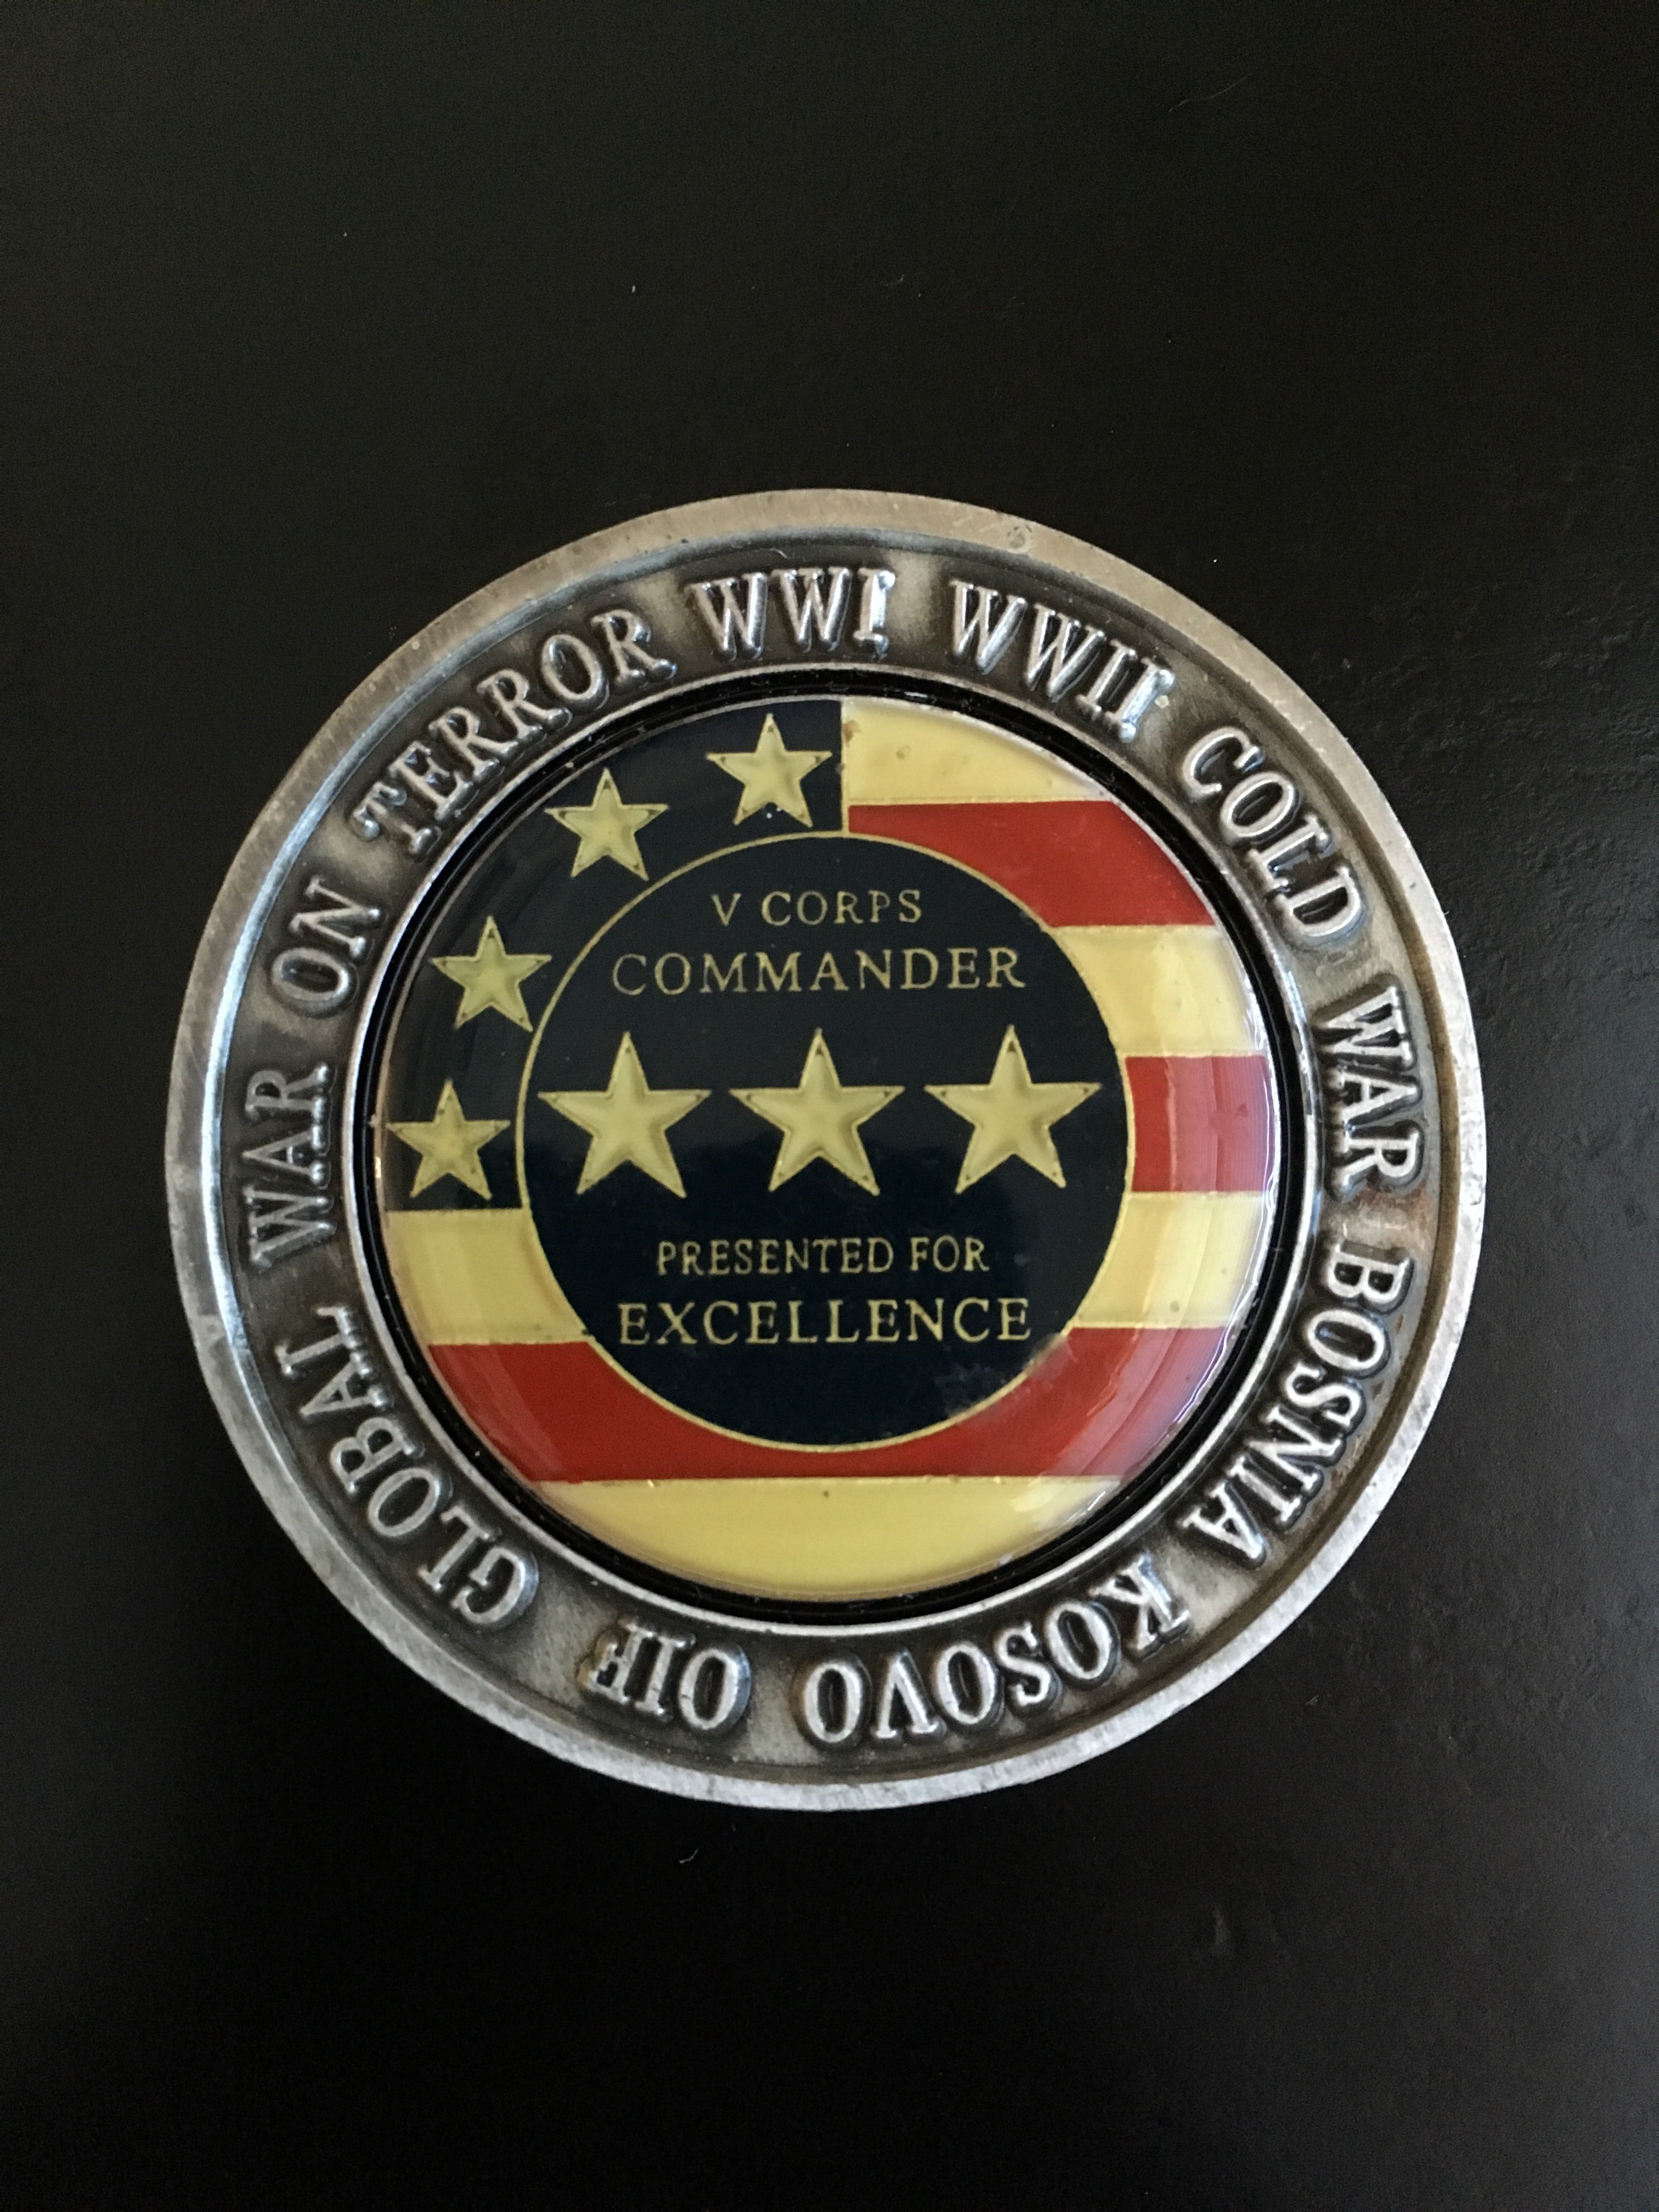 WWI WWII COLD WAR BOSNIA KOSOVO OIF GLOBAL WAR ON TERROR
V CORPS
COMMANDER
PRESENTED FOR
EXCELLENCE